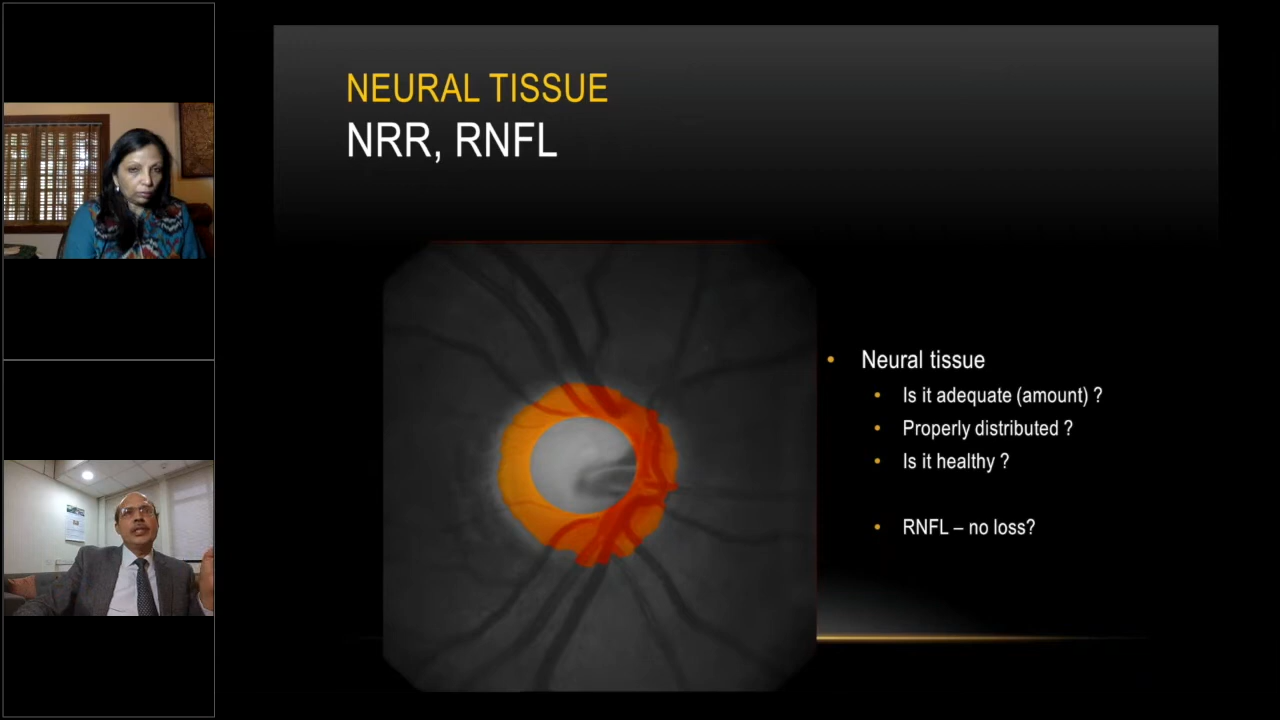 NEURAL TISSUE
NRR, RNFL
• Neural tissue
• Is it adequate (amount) ?
• Properly distributed ?
• Is it healthy ?
• RNFL – no loss?